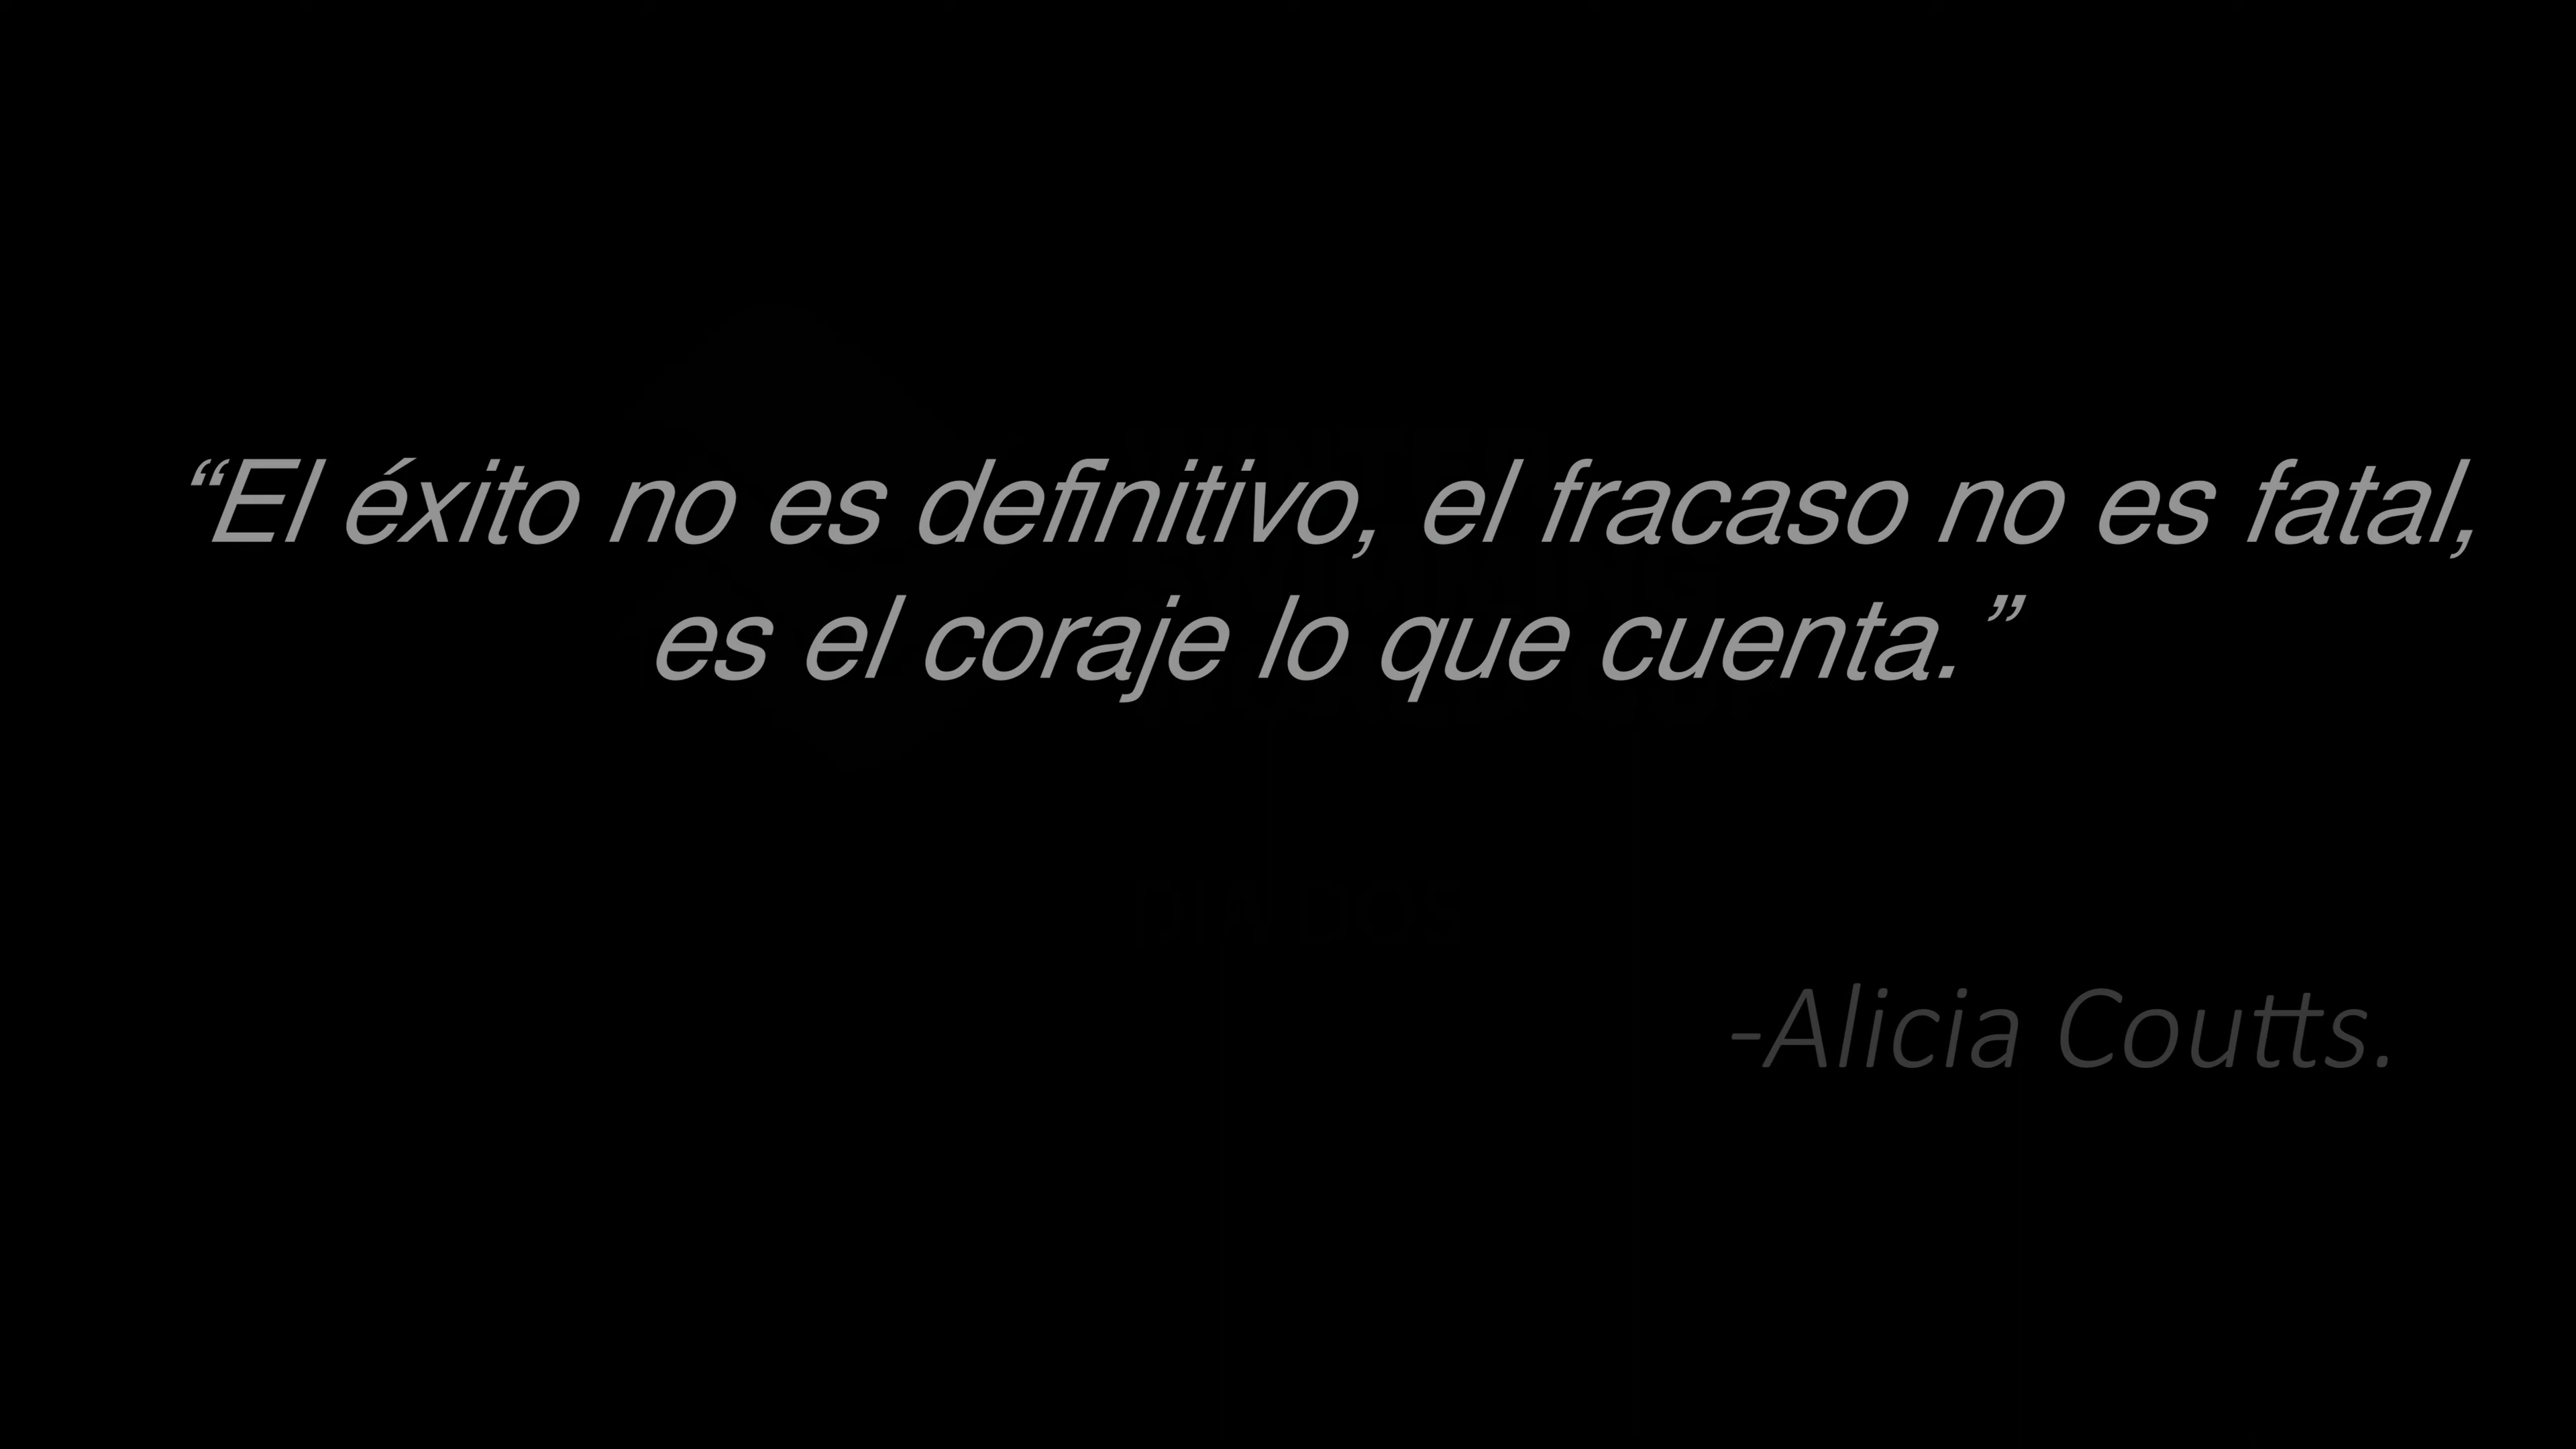 “El éxito no es definitivo, el fracaso no es fatal,
es el coraje lo que cuenta.”
-Alicia Coutts.